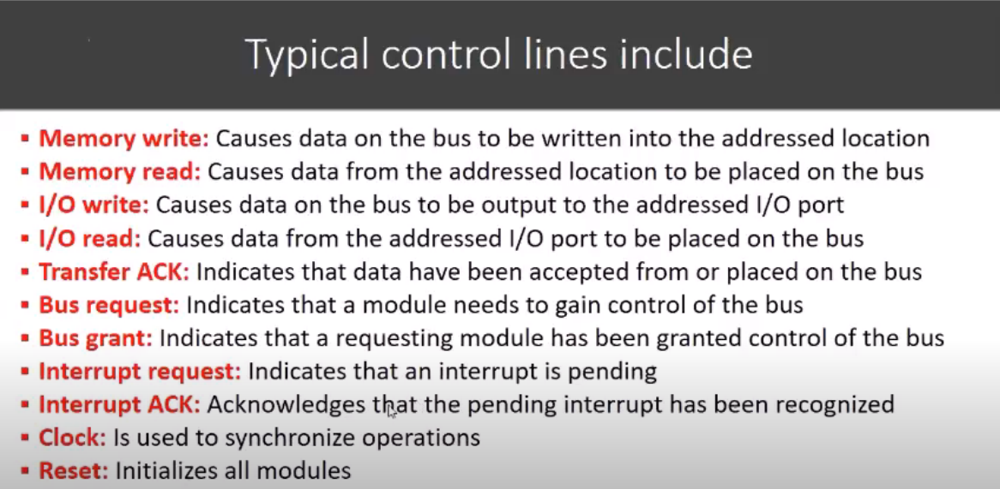 Typical control lines include
▪ Memory write: Causes data on the bus to be written into the addressed location
▪ Memory read: Causes data from the addressed location to be placed on the bus
▪ I/O write: Causes data on the bus to be output to the addressed I/O port
▪ I/O read: Causes data from the addressed I/O port to be placed on the bus
▪ Transfer ACK: Indicates that data have been accepted from or placed on the bus
▪ Bus request: Indicates that a module needs to gain control of the bus
▪ Bus grant: Indicates that a requesting module has been granted control of the bus
▪ Interrupt request: Indicates that an interrupt is pending
▪ Interrupt ACK: Acknowledges that the pending interrupt has been recognized
▪ Clock: Is used to synchronize operations
▪ Reset: Initializes all modules